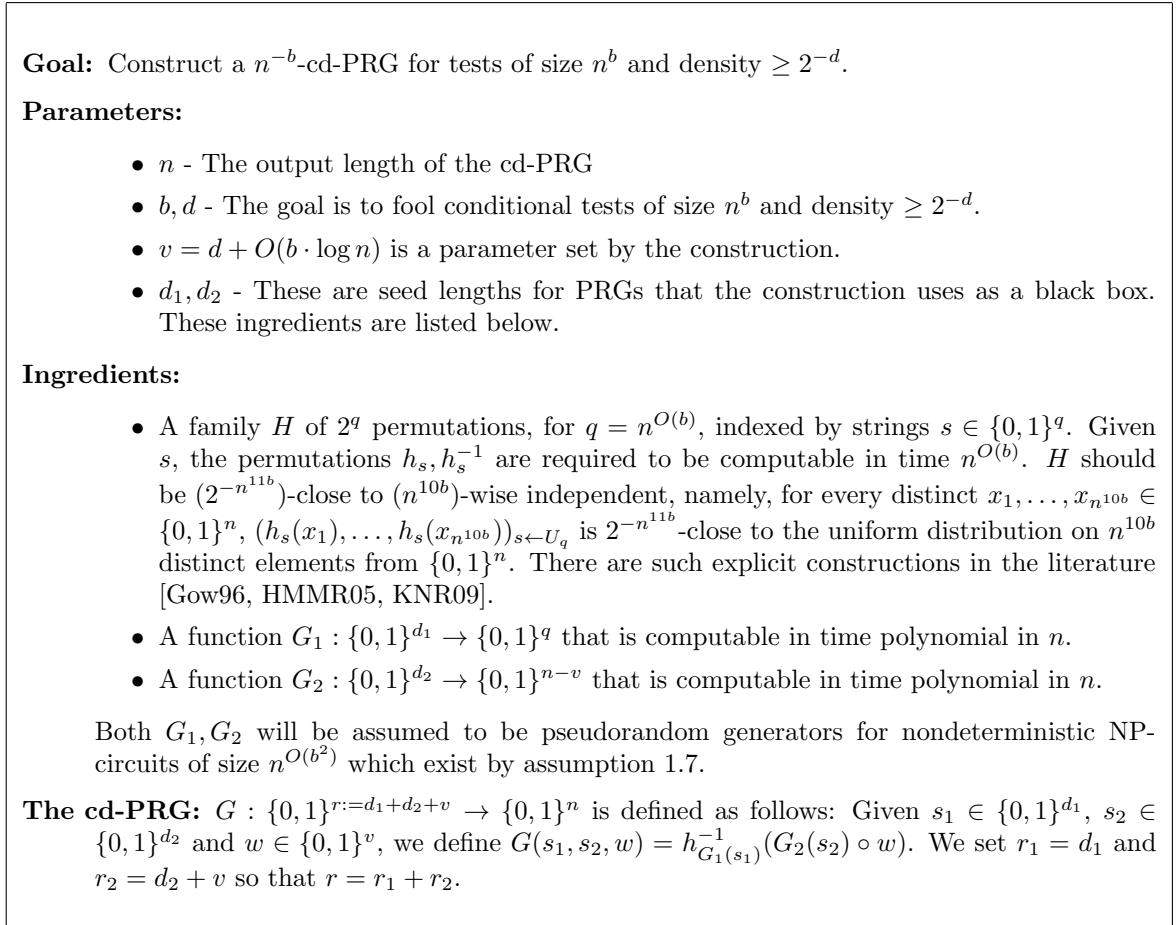 Goal: Construct a n^{-b}-cd-PRG for tests of size n^b and density ≥ 2^{-d}.
Parameters:
• n - The output length of the cd-PRG
• b, d - The goal is to fool conditional tests of size n^b and density ≥ 2^{-d}.
• v = d + O(b · log n) is a parameter set by the construction.
• d_1, d_2 - These are seed lengths for PRGs that the construction uses as a black box.
These ingredients are listed below.
Ingredients:
• A family H of 2^q permutations, for q = n^{O(b)}, indexed by strings s ∈ {0, 1}^q. Given
s, the permutations h_s, h_s^{-1} are required to be computable in time n^{O(b)}. H should
be (2^{-n^{11b}})-close to (n^{10b})-wise independent, namely, for every distinct x_1, . . . , x_{n^{10b}} ∈
{0, 1}^n, (h_s(x_1), . . . , h_s(x_{n^{10b}}))_{s←U_q} is 2^{-n^{11b}}-close to the uniform distribution on n^{10b}
distinct elements from {0, 1}^n. There are such explicit constructions in the literature
[Gow96, HMMR05, KNR09].
• A function G_1 : {0, 1}^{d_1} → {0, 1}^q that is computable in time polynomial in n.
• A function G_2 : {0, 1}^{d_2} → {0, 1}^{n-v} that is computable in time polynomial in n.
Both G_1, G_2 will be assumed to be pseudorandom generators for nondeterministic NP-
circuits of size n^{O(b^2)} which exist by assumption 1.7.
The cd-PRG: G : {0, 1}^{r:=d_1+d_2+v} → {0, 1}^n is defined as follows: Given s_1 ∈ {0, 1}^{d_1}, s_2 ∈
{0, 1}^{d_2} and w ∈ {0, 1}^v, we define G(s_1, s_2, w) = h^{-1}_{G_1(s_1)}(G_2(s_2) ∘ w). We set r_1 = d_1 and
r_2 = d_2 + v so that r = r_1 + r_2.